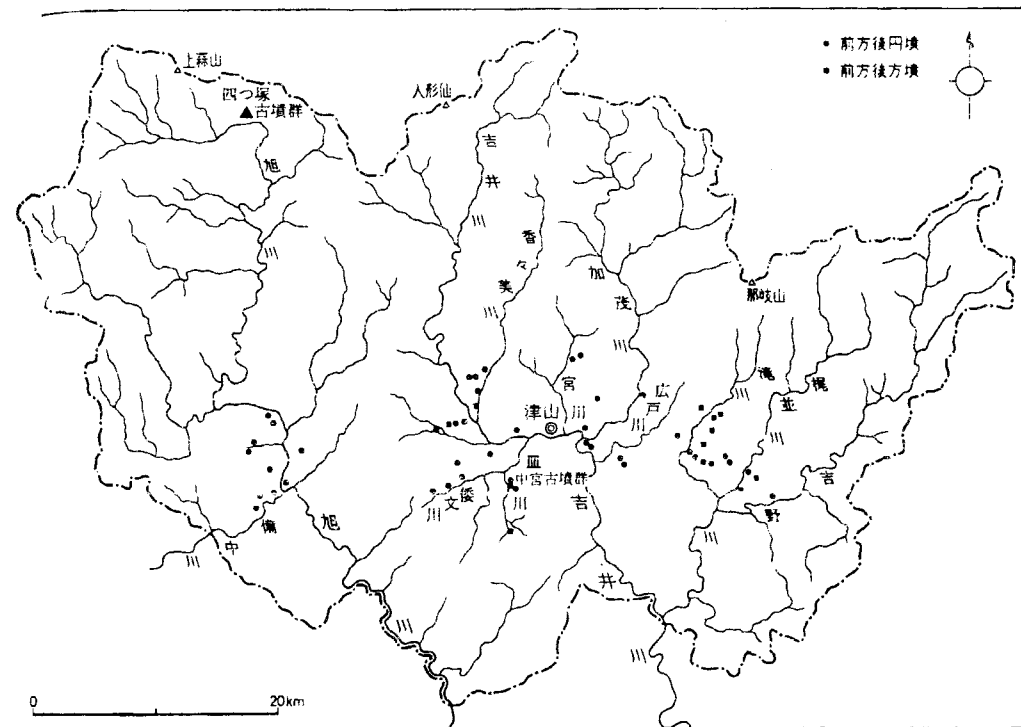 ● 前方後円墳
■ 前方後方墳
上蒜山
四つ塚
▲古墳群
人形仙
那岐山
旭
川
吉
井
川
香
々
美
川
加
茂
川
宮
川
広
戸
川
滝
川
梶
並
川
津山
◎
皿
川
中宮古墳群
倭
文
川
吉
井
川
吉
野
川
旭
川
備
中
川
0
20km